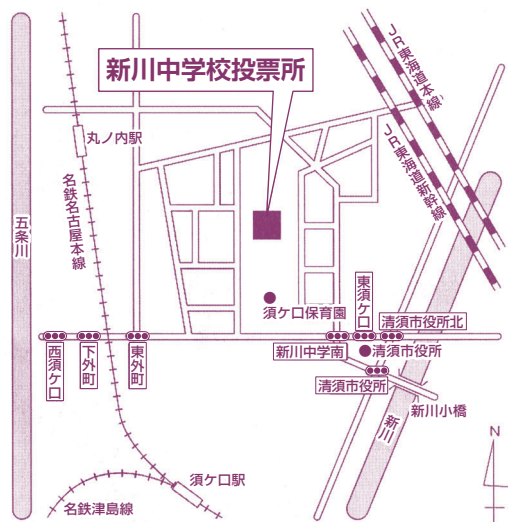 新川中学校投票所
JR東海道本線
JR東海道新幹線
丸ノ内駅
名鉄名古屋本線
五条川
須ケ口保育園
東須ケ口
清須市役所北
西須ケ口
下外町
東外町
新川中学南
清須市役所
清須市役所
新川小橋
新川
須ケ口駅
名鉄津島線
N